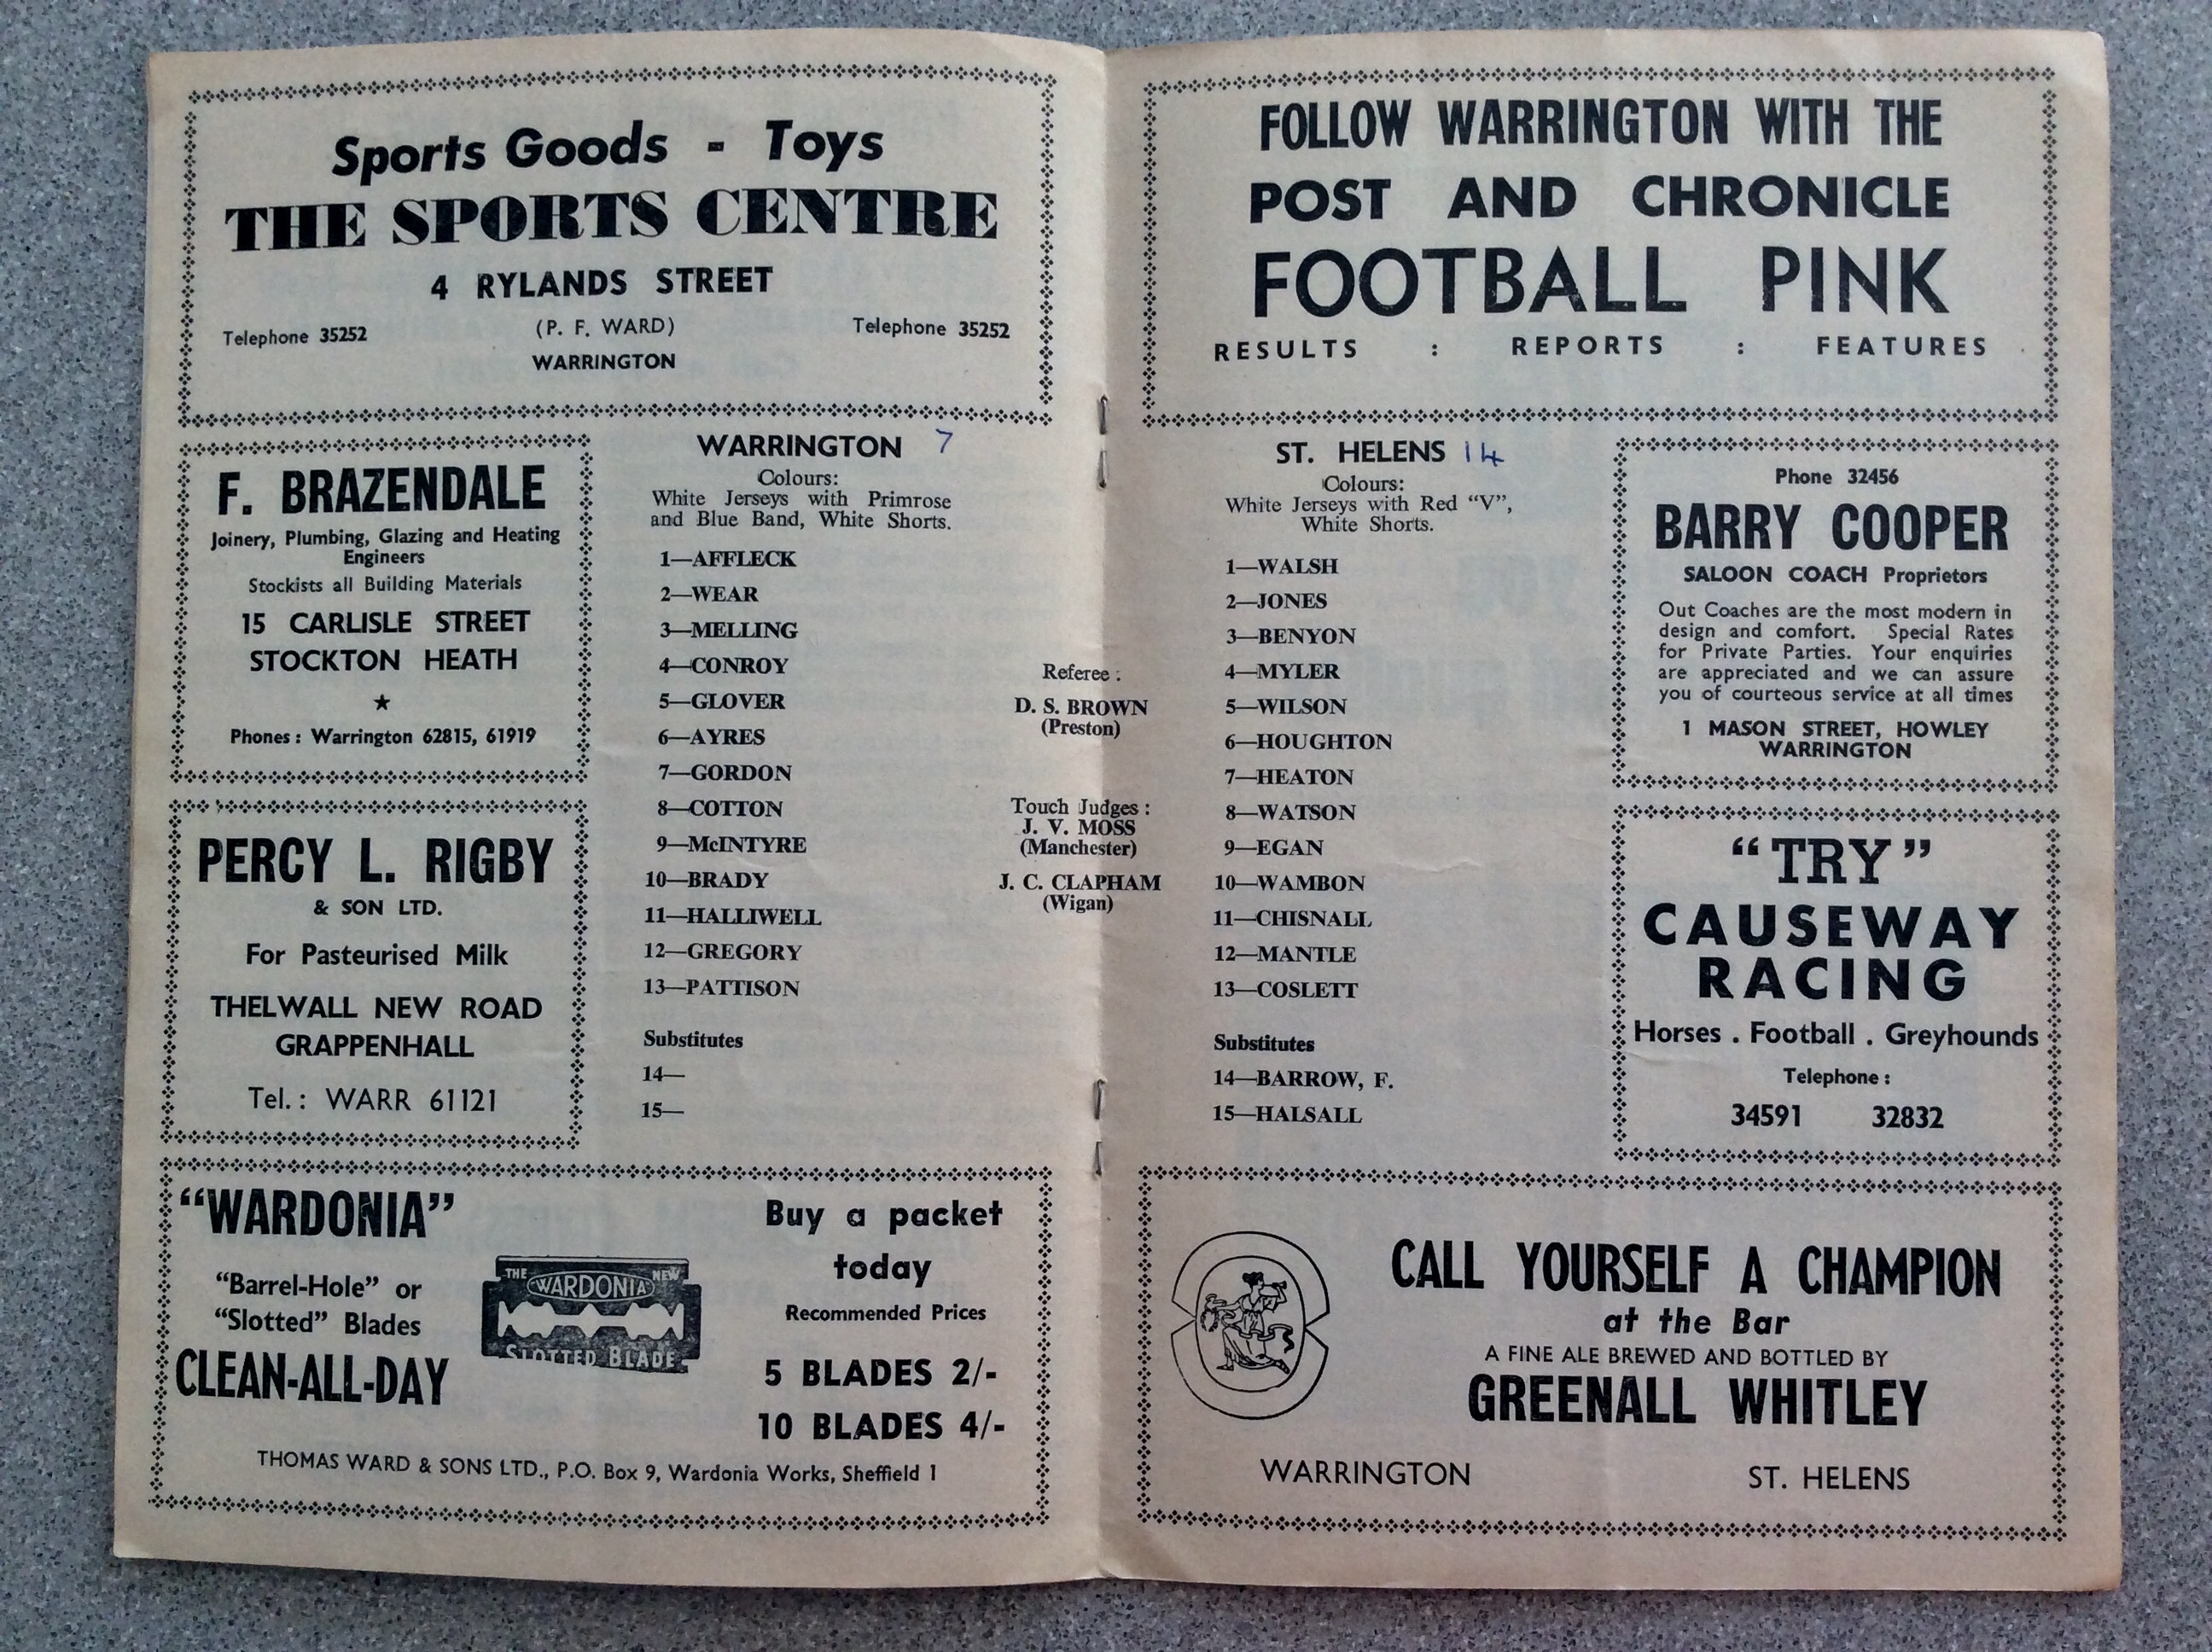 Sports Goods - Toys
THE SPORTS CENTRE
4 RYLANDS STREET
Telephone 35252 (P. F. WARD) Telephone 35252
WARRINGTON
F. BRAZENDALE
Joinery, Plumbing, Glazing and Heating
Engineers
Stockists all Building Materials
15 CARLISLE STREET
STOCKTON HEATH
Phones : Warrington 62815, 61919
PERCY L. RIGBY
& SON LTD.
For Pasteurised Milk
THELWALL NEW ROAD
GRAPPENHALL
Tel. : WARR 61121
WARRINGTON 7
Colours:
White Jerseys with Primrose
and Blue Band, White Shorts.
1—AFFLECK
2—WEAR
3—MELLING
4—CONROY
5—GLOVER
6—AYRES
7—GORDON
8—COTTON
9—McINTYRE
10—BRADY
11—HALLIWELL
12—GREGORY
13—PATTISON
Substitutes
14—
15—
Referee :
D. S. BROWN
(Preston)
Touch Judges :
J. V. MOSS
(Manchester)
J. C. CLAPHAM
(Wigan)
"WARDONIA"
"Barrel-Hole" or
"Slotted" Blades
CLEAN-ALL-DAY
THE WARDONIA NEW
SLOTTED BLADE
Buy a packet
today
Recommended Prices
5 BLADES 2/-
10 BLADES 4/-
THOMAS WARD & SONS LTD., P.O. Box 9, Wardonia Works, Sheffield 1
FOLLOW WARRINGTON WITH THE
POST AND CHRONICLE
FOOTBALL PINK
RESULTS : REPORTS : FEATURES
ST. HELENS 14
Colours:
White Jerseys with Red "V",
White Shorts.
1—WALSH
2—JONES
3—BENYON
4—MYLER
5—WILSON
6—HOUGHTON
7—HEATON
8—WATSON
9—EGAN
10—WAMBON
11—CHISNALL
12—MANTLE
13—COSLETT
Substitutes
14—BARROW, F.
15—HALSALL
Phone 32456
BARRY COOPER
SALOON COACH Proprietors
Out Coaches are the most modern in
design and comfort. Special Rates
for Private Parties. Your enquiries
are appreciated and we can assure
you of courteous service at all times
1 MASON STREET, HOWLEY
WARRINGTON
"TRY"
CAUSEWAY
RACING
Horses . Football . Greyhounds
Telephone :
34591 32832
CALL YOURSELF A CHAMPION
at the Bar
A FINE ALE BREWED AND BOTTLED BY
GREENALL WHITLEY
WARRINGTON ST. HELENS